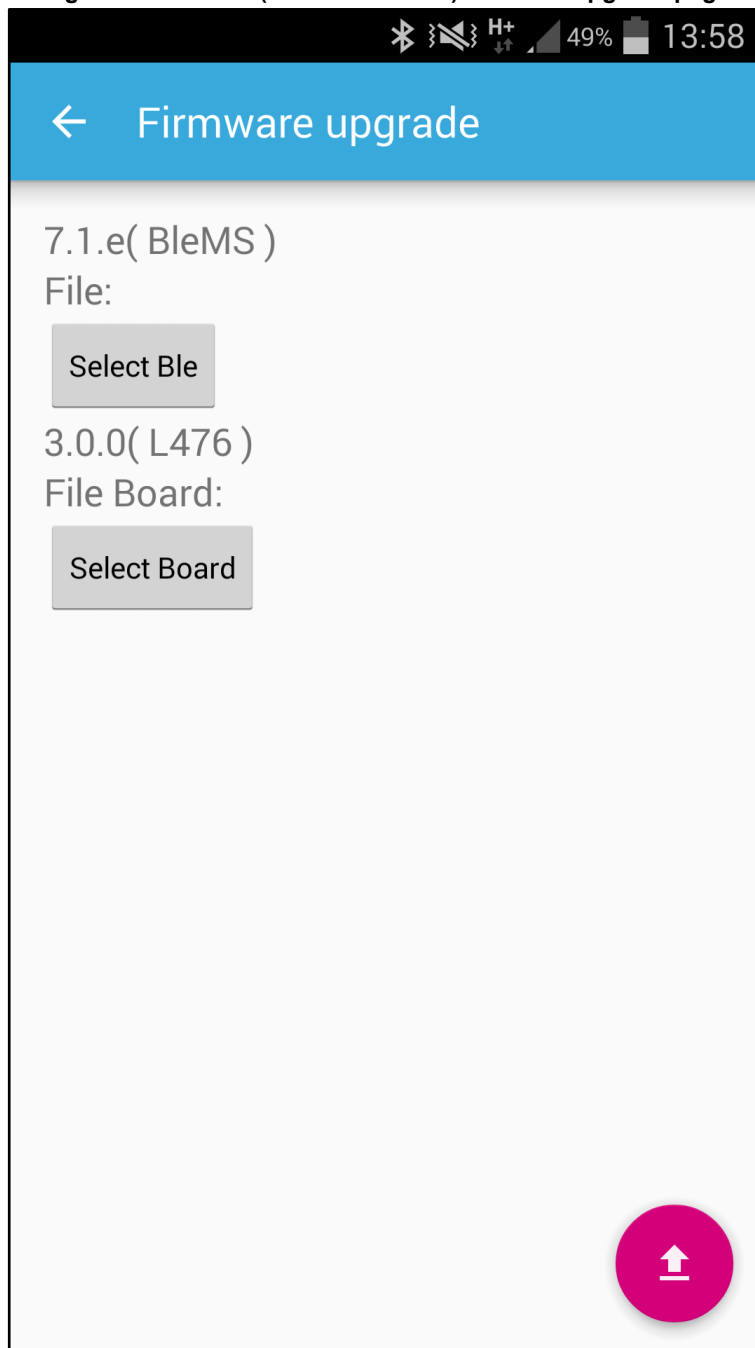 H+ 49% 13:58
Firmware upgrade
7.1.e( BleMS )
File:
Select Ble
3.0.0( L476 )
File Board:
Select Board